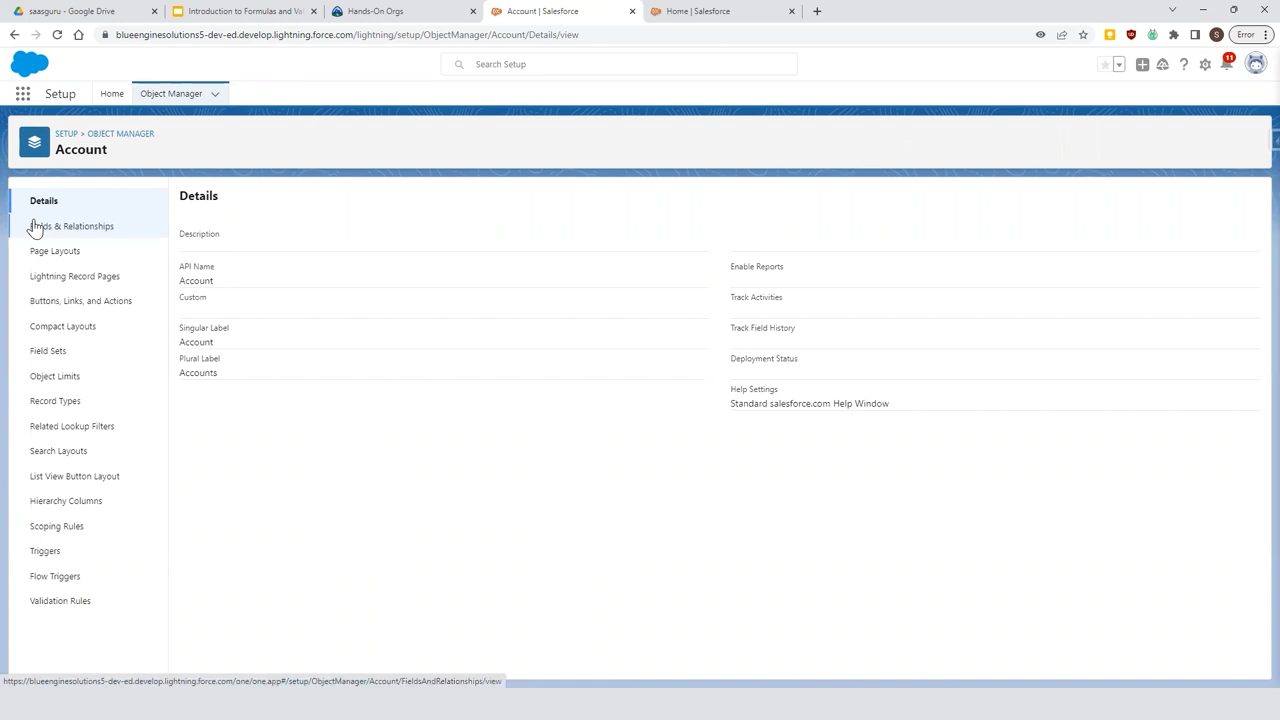 saasguru - Google Drive
Introduction to Formulas and Va
Hands-On Orgs
Account | Salesforce
Home | Salesforce
blueenginesolutions5-dev-ed.develop.lightning.force.com/lightning/setup/ObjectManager/Account/Details/view
S
Error
Search Setup
11
Setup
Home
Object Manager
SETUP > OBJECT MANAGER
Account
Details
Fields & Relationships
Page Layouts
Lightning Record Pages
Buttons, Links, and Actions
Compact Layouts
Field Sets
Object Limits
Record Types
Related Lookup Filters
Search Layouts
List View Button Layout
Hierarchy Columns
Scoping Rules
Triggers
Flow Triggers
Validation Rules
Details
Description
API Name
Account
Custom
Singular Label
Account
Plural Label
Accounts
Enable Reports
Track Activities
Track Field History
Deployment Status
Help Settings
Standard salesforce.com Help Window
https://blueenginesolutions5-dev-ed.develop.lightning.force.com/one/one.app#/setup/ObjectManager/Account/FieldsAndRelationships/view